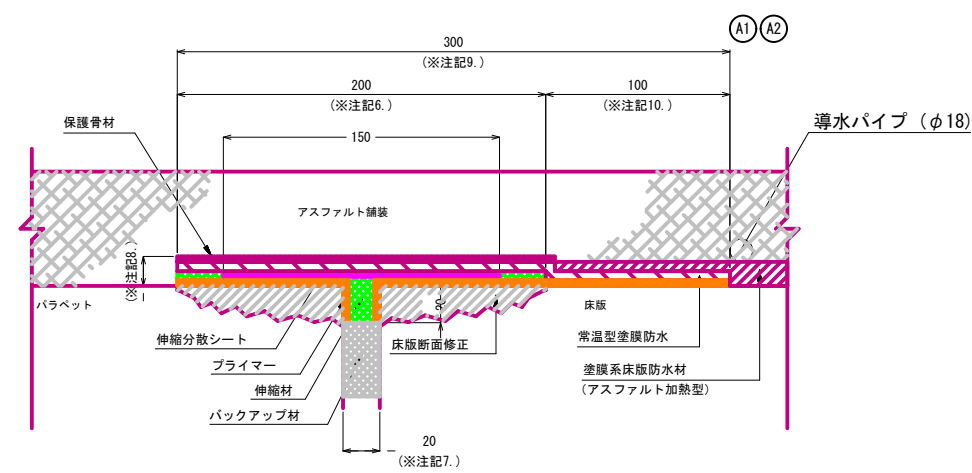 A1 A2
300
(※注記9. )
200
(※注記6. )
100
(※注記10. )
保護骨材
150
導水パイプ（φ18）
アスファルト舗装
(※注記8. )
パラペット
床版
伸縮分散シート
床版断面修正
常温型塗膜防水
プライマー
塗膜系床版防水材
(アスファルト加熱型)
伸縮材
バックアップ材
20
(※注記7. )